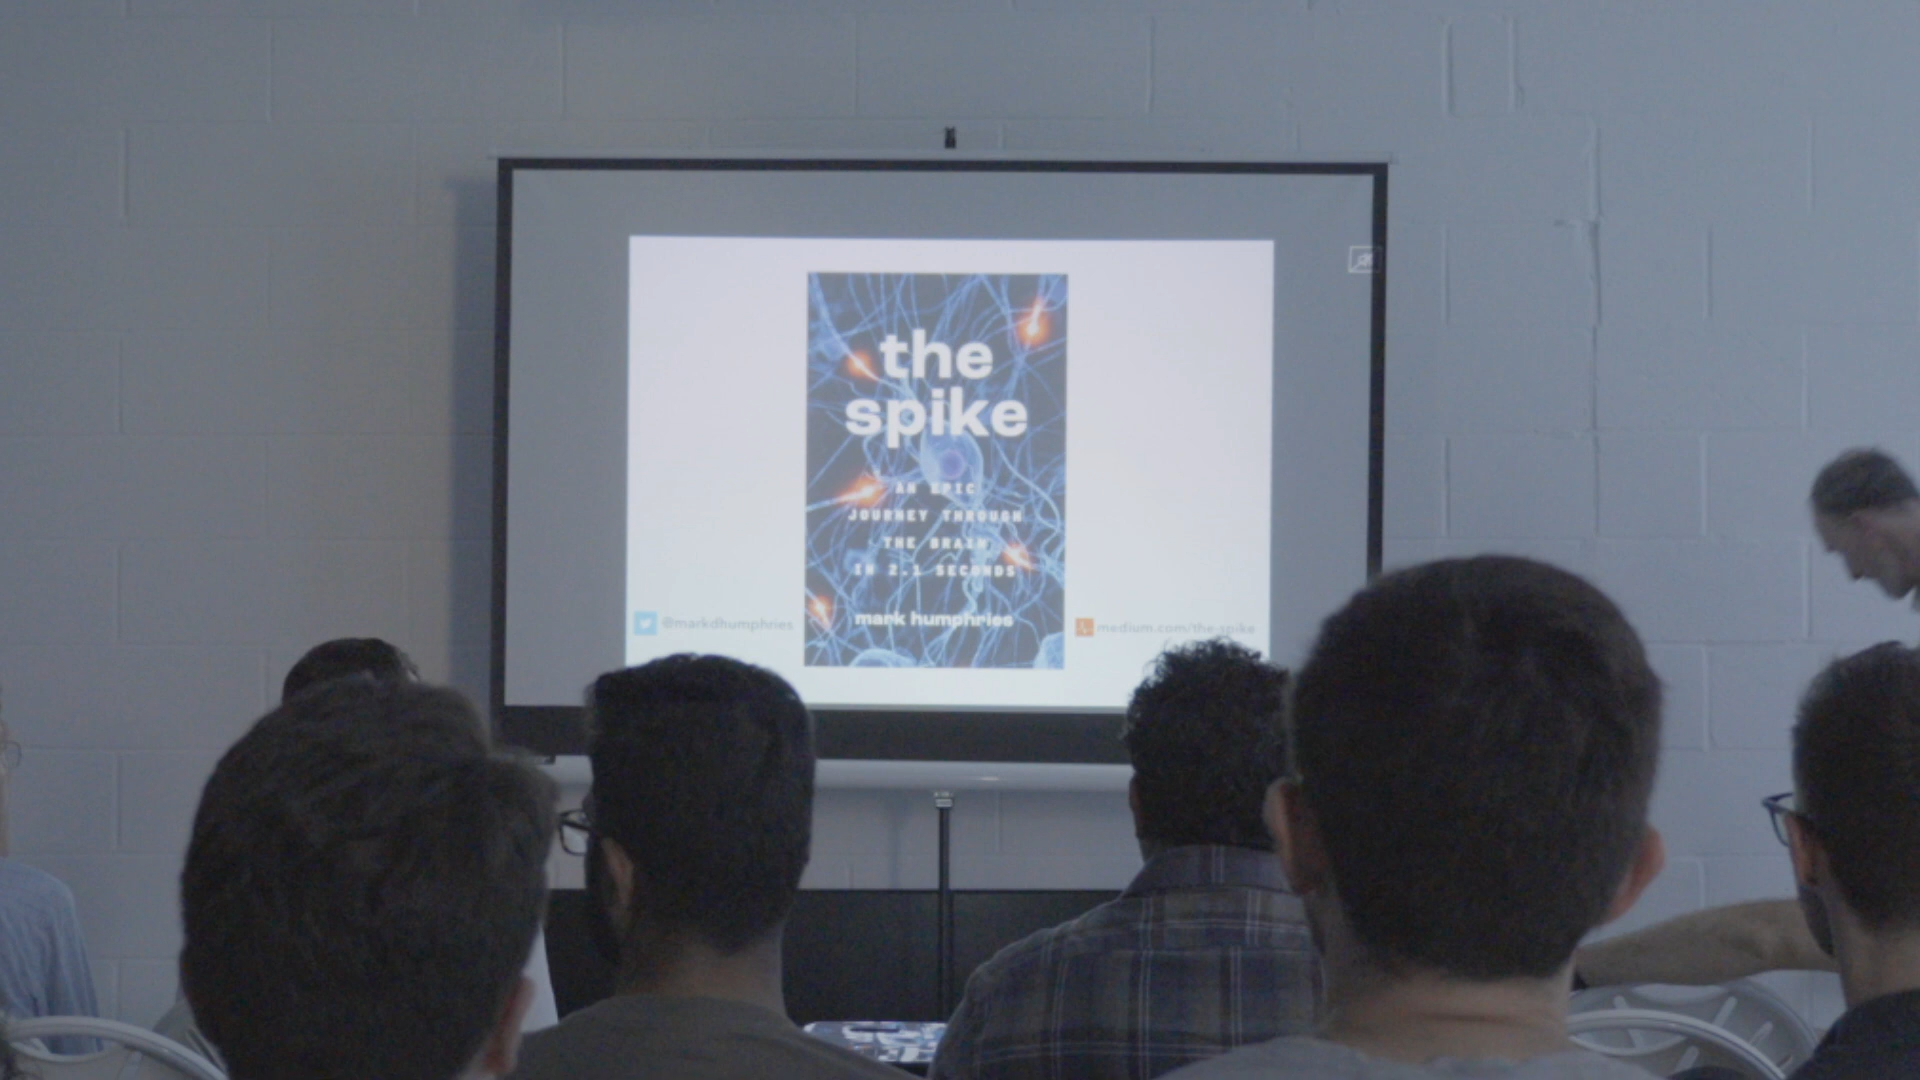 the
spike
AN EPIC
JOURNEY THROUGH
THE BRAIN
IN 2.1 SECONDS
mark humphries
@markdhumphries
medium.com/the-spike